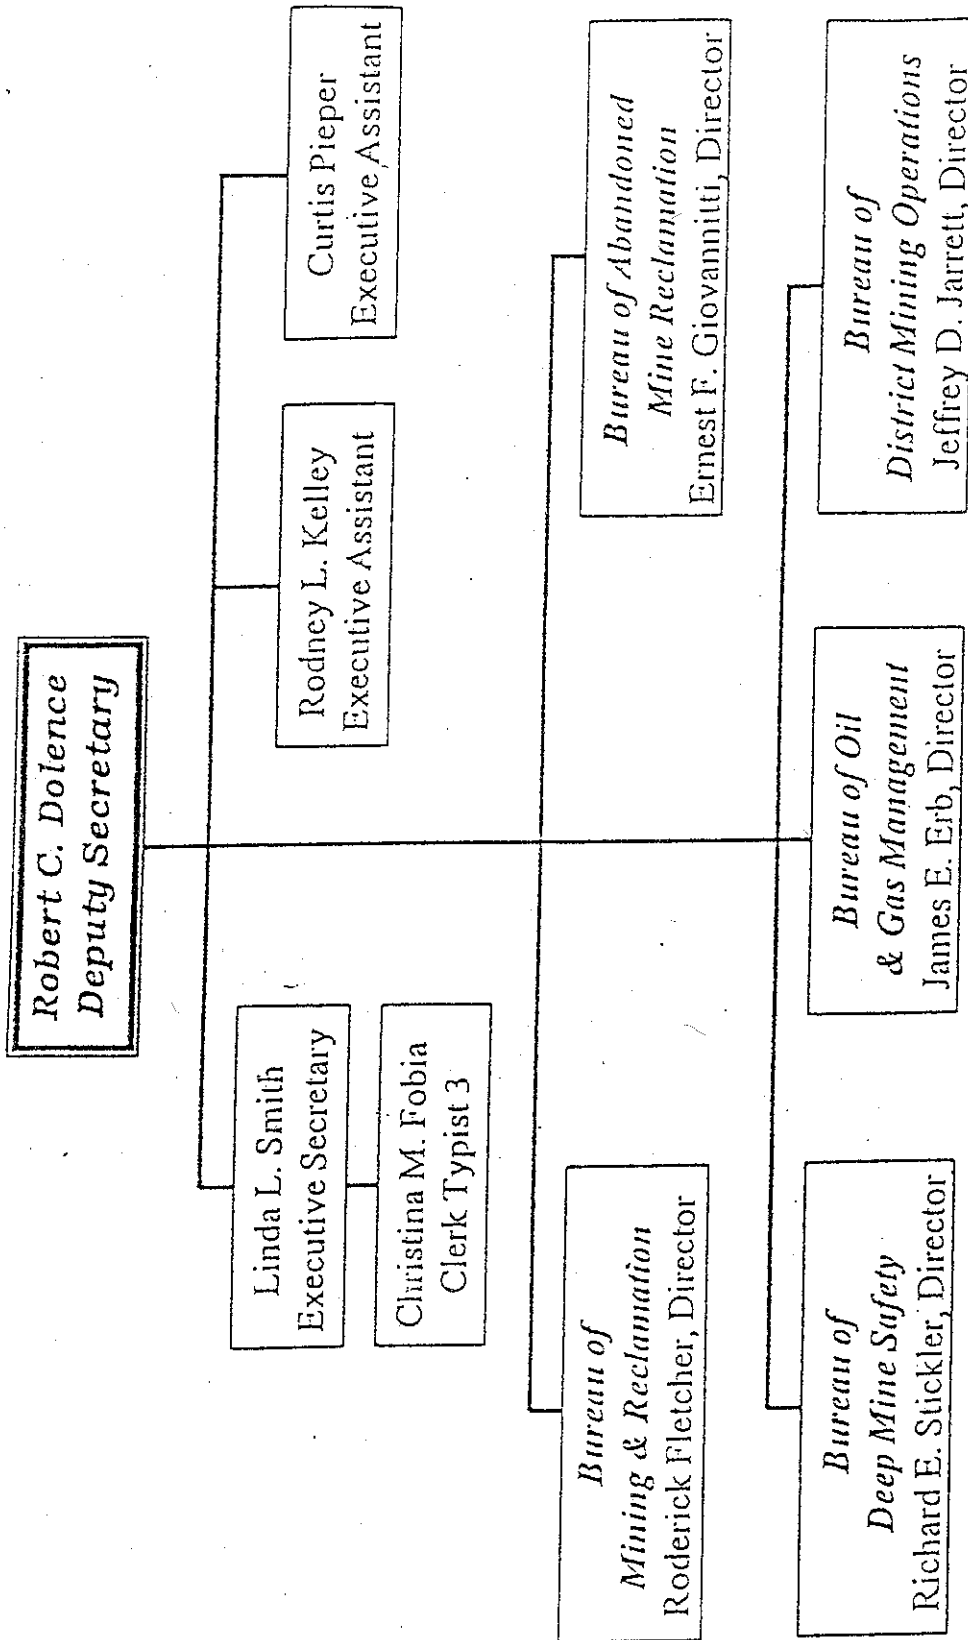 Robert C. Dolence
Deputy Secretary
Linda L. Smith
Executive Secretary
Christina M. Fobia
Clerk Typist 3
Rodney L. Kelley
Executive Assistant
Curtis Pieper
Executive Assistant
Bureau of
Mining & Reclamation
Roderick Fletcher, Director
Bureau of Abandoned
Mine Reclamation
Ernest F. Giovannitti, Director
Bureau of
Deep Mine Safety
Richard E. Stickler, Director
Bureau of Oil
& Gas Management
James E. Erb, Director
Bureau of
District Mining Operations
Jeffrey D. Jarrett, Director